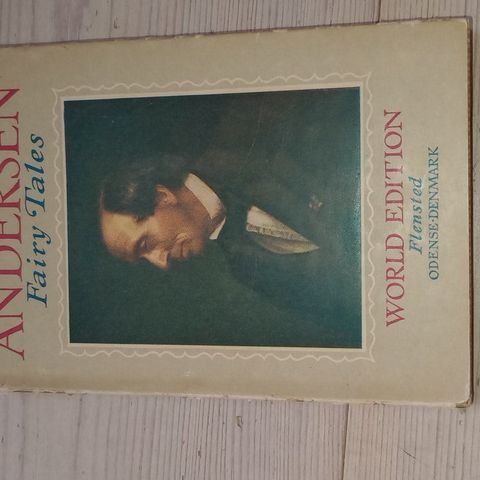 ANDERSEN
Fairy Tales
WORLD EDITION
Flensted
ODENSE·DENMARK